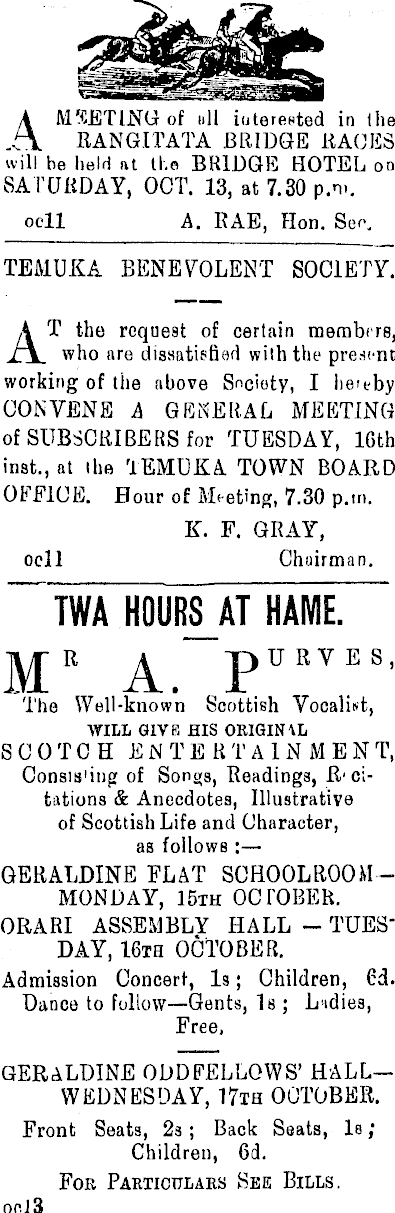 A MEETING of all interested in the
RANGITATA BRIDGE RACES
will be held at the BRIDGE HOTEL on
SATURDAY, OCT. 13, at 7.30 p.m.
oc11 A. RAE, Hon. Sec.
TEMUKA BENEVOLENT SOCIETY.
AT the request of certain members,
who are dissatisfied with the present
working of the above Society, I hereby
CONVENE A GENERAL MEETING
of SUBSCRIBERS for TUESDAY, 16th
inst., at the TEMUKA TOWN BOARD
OFFICE. Hour of Meeting, 7.30 p.m.
K. F. GRAY,
oc11 Chairman.
TWA HOURS AT HAME.
MR A. PURVES,
The Well-known Scottish Vocalist,
WILL GIVE HIS ORIGINAL
SCOTCH ENTERTAINMENT,
Consisting of Songs, Readings, Reci-
tations & Anecdotes, Illustrative
of Scottish Life and Character,
as follows :—
GERALDINE FLAT SCHOOLROOM—
MONDAY, 15TH OCTOBER.
ORARI ASSEMBLY HALL — TUES-
DAY, 16TH OCTOBER.
Admission Concert, 1s; Children, 6d.
Dance to follow—Gents, 1s; Ladies,
Free.
GERALDINE ODDFELLOWS' HALL—
WEDNESDAY, 17TH OCTOBER.
Front Seats, 2s; Back Seats, 1s;
Children, 6d.
FOR PARTICULARS SEE BILLS.
oc13